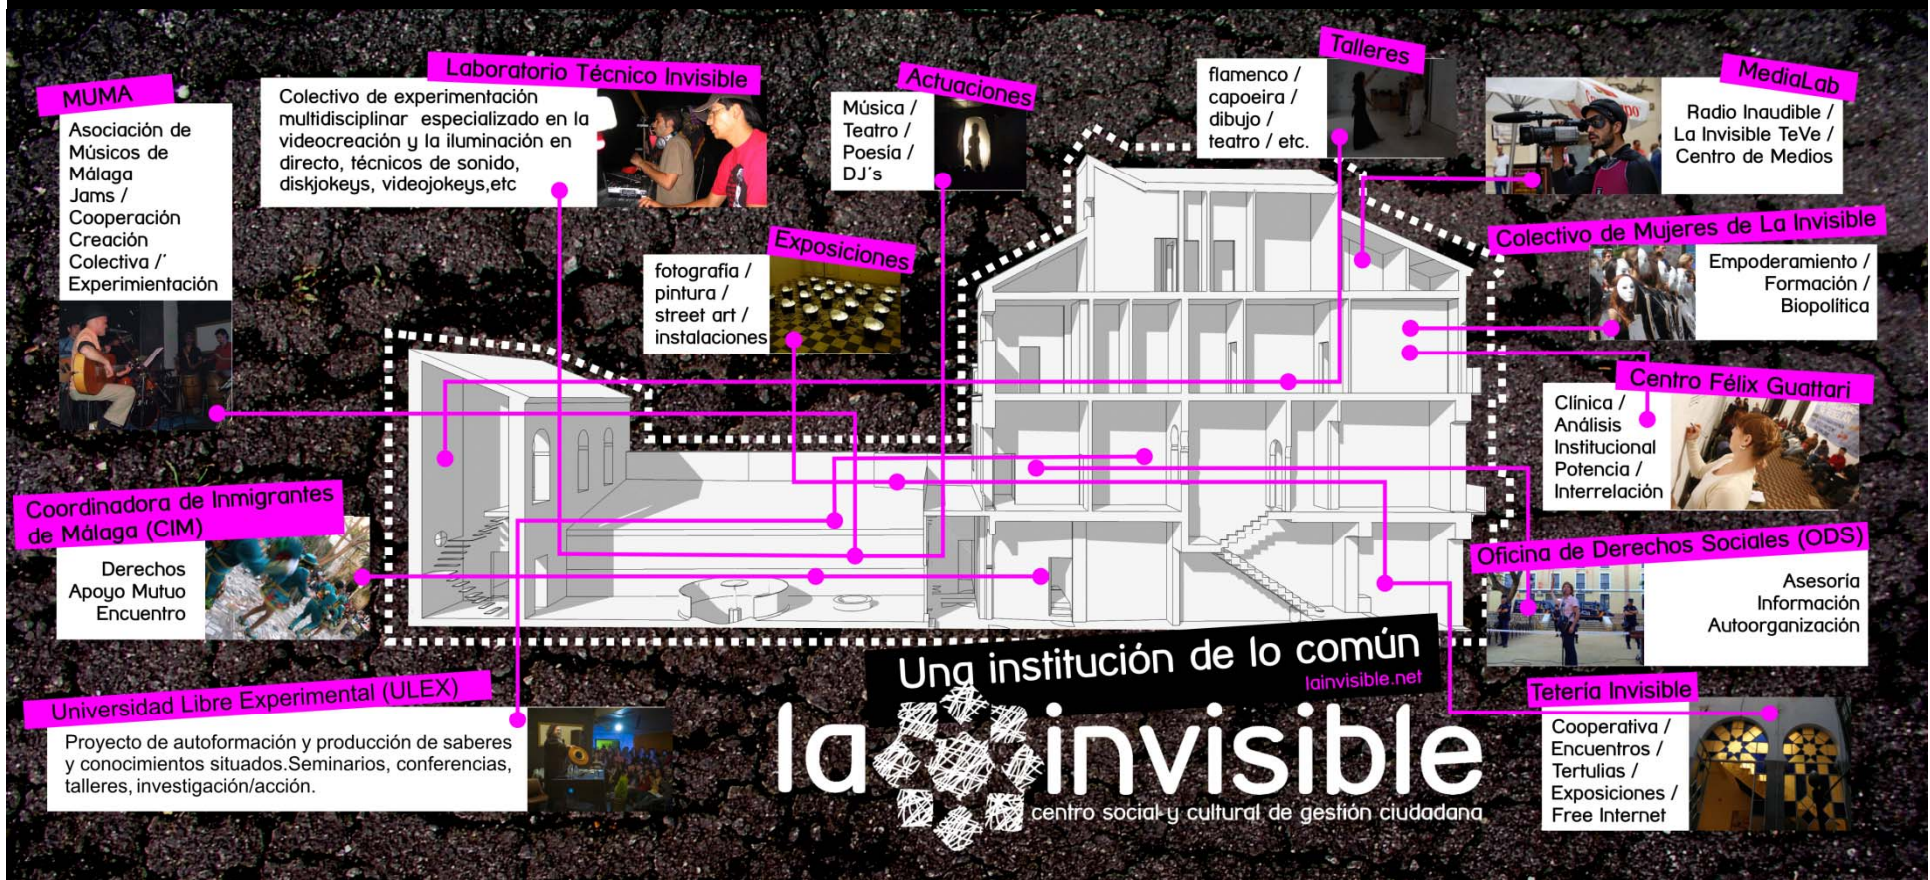 MUMA
Asociación de
Músicos de
Málaga
Jams /
Cooperación
Creación
Colectiva /´
Experimientación
Laboratorio Técnico Invisible
Colectivo de experimentación
multidisciplinar especializado en la
videocreación y la iluminación en
directo, técnicos de sonido,
diskjokeys, videojokeys,etc
Actuaciones
Música /
Teatro /
Poesía /
DJ´s
Talleres
flamenco /
capoeira /
dibujo /
teatro / etc.
MediaLab
Radio Inaudible /
La Invisible TeVe /
Centro de Medios
Exposiciones
fotografía /
pintura /
street art /
instalaciones
Colectivo de Mujeres de La Invisible
Empoderamiento /
Formación /
Biopolítica
Centro Félix Guattari
Clínica /
Análisis
Institucional
Potencia /
Interrelación
Coordinadora de Inmigrantes
de Málaga (CIM)
Derechos
Apoyo Mutuo
Encuentro
Oficina de Derechos Sociales (ODS)
Asesoría
Información
Autoorganización
Universidad Libre Experimental (ULEX)
Proyecto de autoformación y producción de saberes
y conocimientos situados.Seminarios, conferencias,
talleres, investigación/acción.
Una institución de lo común
lainvisible.net
la invisible
centro social y cultural de gestión ciudadana
Tetería Invisible
Cooperativa /
Encuentros /
Tertulias /
Exposiciones /
Free Internet